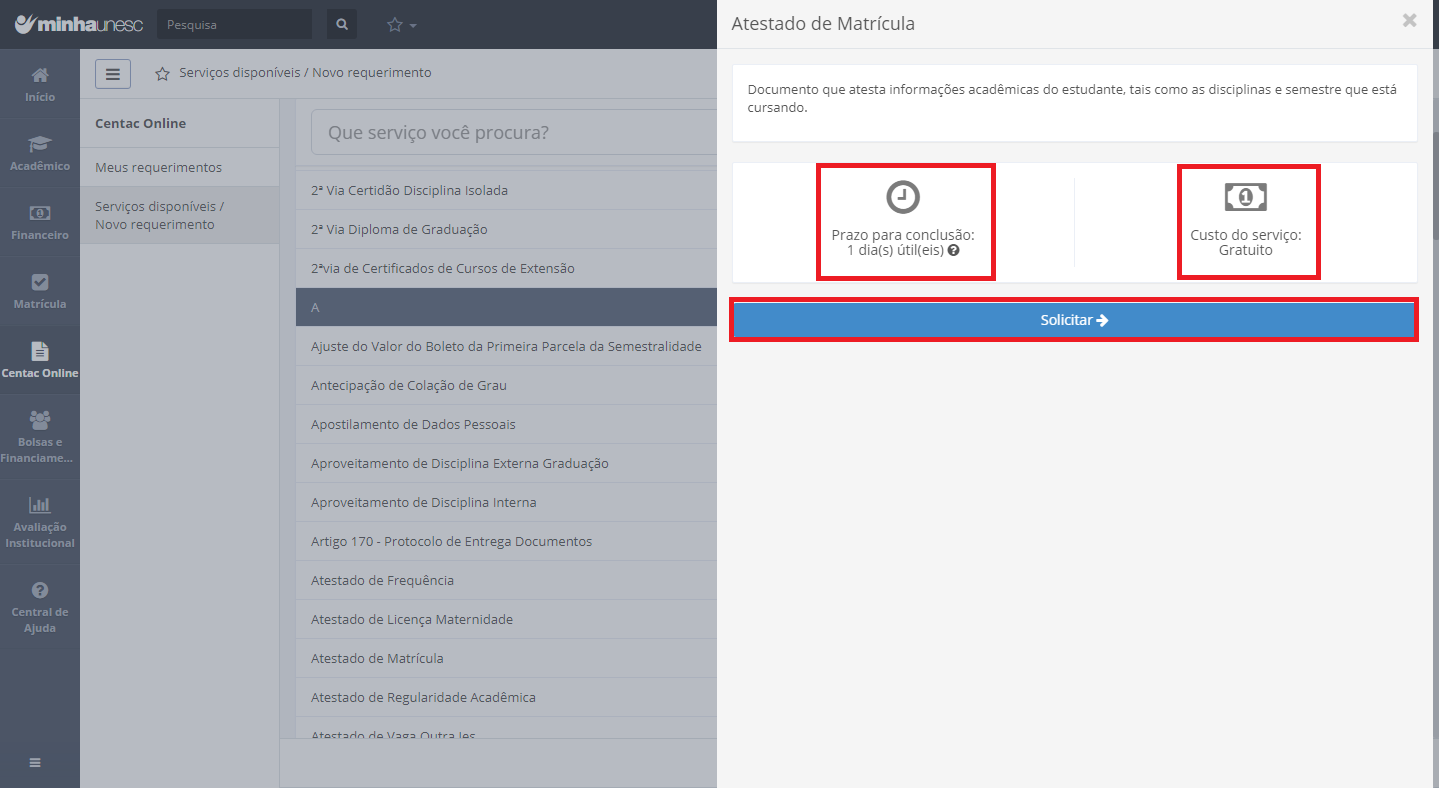 minhaunesc
Pesquisa
Início
Acadêmico
Financeiro
Matrícula
Centac Online
Bolsas e
Financiame...
Avaliação
Institucional
Central de
Ajuda
Serviços disponíveis / Novo requerimento
Centac Online
Meus requerimentos
Serviços disponíveis /
Novo requerimento
Que serviço você procura?
2ª Via Certidão Disciplina Isolada
2ª Via Diploma de Graduação
2ªvia de Certificados de Cursos de Extensão
A
Ajuste do Valor do Boleto da Primeira Parcela da Semestralidade
Antecipação de Colação de Grau
Apostilamento de Dados Pessoais
Aproveitamento de Disciplina Externa Graduação
Aproveitamento de Disciplina Interna
Artigo 170 - Protocolo de Entrega Documentos
Atestado de Frequência
Atestado de Licença Maternidade
Atestado de Matrícula
Atestado de Regularidade Acadêmica
Atestado de Vaga Outra Ies
Atestado de Matrícula
Documento que atesta informações acadêmicas do estudante, tais como as disciplinas e semestre que está
cursando.
Prazo para conclusão:
1 dia(s) útil(eis)
Custo do serviço:
Gratuito
Solicitar